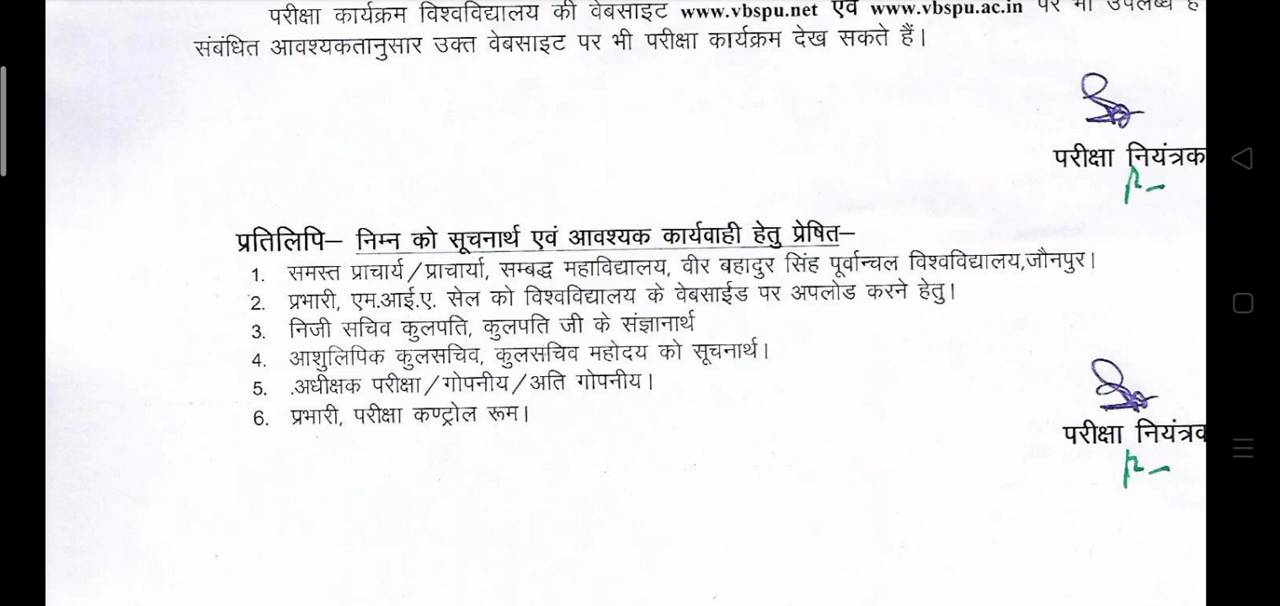 परीक्षा कार्यक्रम विश्वविद्यालय की वेबसाइट www.vbspu.net एवं www.vbspu.ac.in पर भी उपलब्ध है
संबंधित आवश्यकतानुसार उक्त वेबसाइट पर भी परीक्षा कार्यक्रम देख सकते हैं।
परीक्षा नियंत्रक
प्रतिलिपि– निम्न को सूचनार्थ एवं आवश्यक कार्यवाही हेतु प्रेषित–
1. समस्त प्राचार्य/प्राचार्या, सम्बद्ध महाविद्यालय, वीर बहादुर सिंह पूर्वान्चल विश्वविद्यालय,जौनपुर।
2. प्रभारी, एम.आई.ए. सेल को विश्वविद्यालय के वेबसाईड पर अपलोड करने हेतु।
3. निजी सचिव कुलपति, कुलपति जी के संज्ञानार्थ
4. आशुलिपिक कुलसचिव, कुलसचिव महोदय को सूचनार्थ।
5. .अधीक्षक परीक्षा/गोपनीय/अति गोपनीय।
6. प्रभारी, परीक्षा कण्ट्रोल रूम।
परीक्षा नियंत्रक